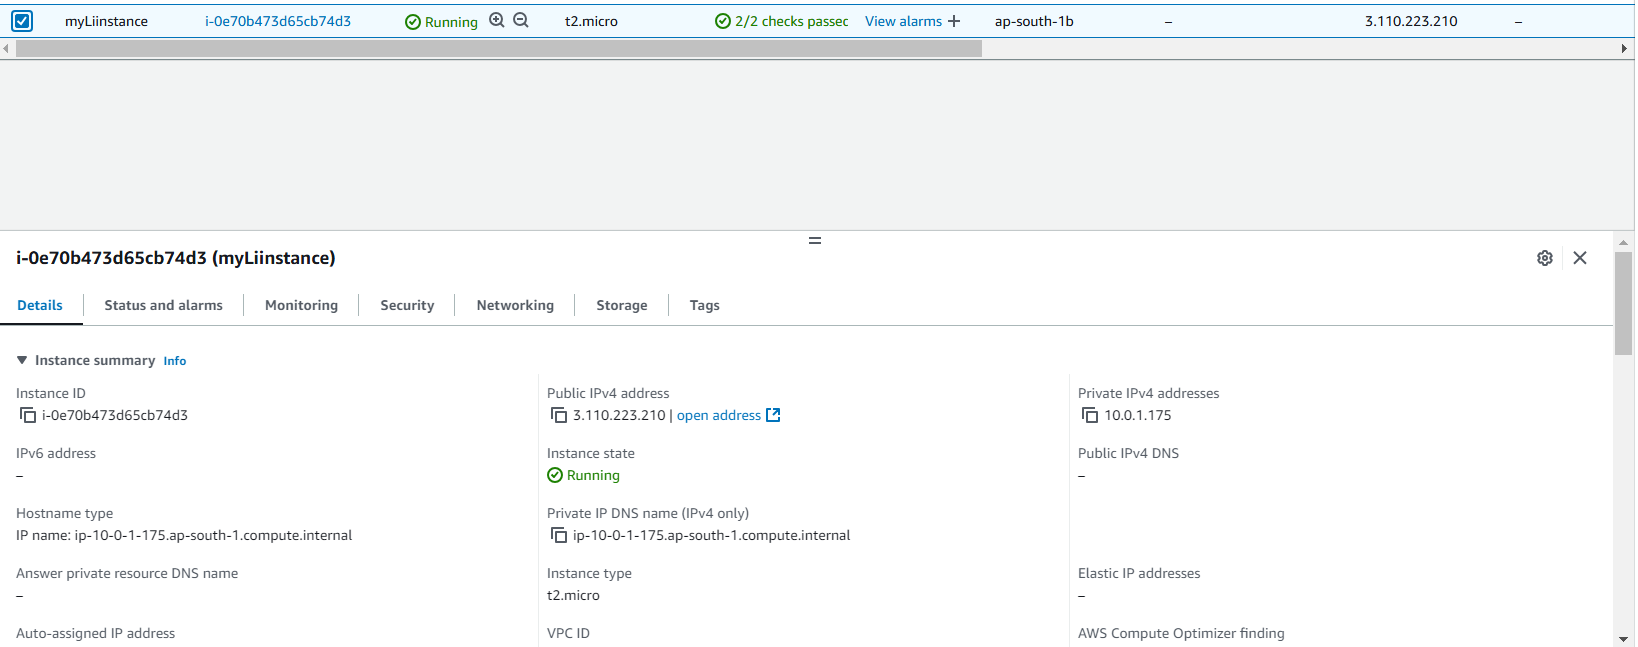 myLiinstance i-0e70b473d65cb74d3 Running t2.micro 2/2 checks passec View alarms + ap-south-1b – 3.110.223.210 –
i-0e70b473d65cb74d3 (myLiinstance)
Details Status and alarms Monitoring Security Networking Storage Tags
Instance summary Info
Instance ID Public IPv4 address Private IPv4 addresses
i-0e70b473d65cb74d3 3.110.223.210 | open address 10.0.1.175
IPv6 address Instance state Public IPv4 DNS
– Running –
Hostname type Private IP DNS name (IPv4 only)
IP name: ip-10-0-1-175.ap-south-1.compute.internal ip-10-0-1-175.ap-south-1.compute.internal
Answer private resource DNS name Instance type Elastic IP addresses
– t2.micro –
Auto-assigned IP address VPC ID AWS Compute Optimizer finding